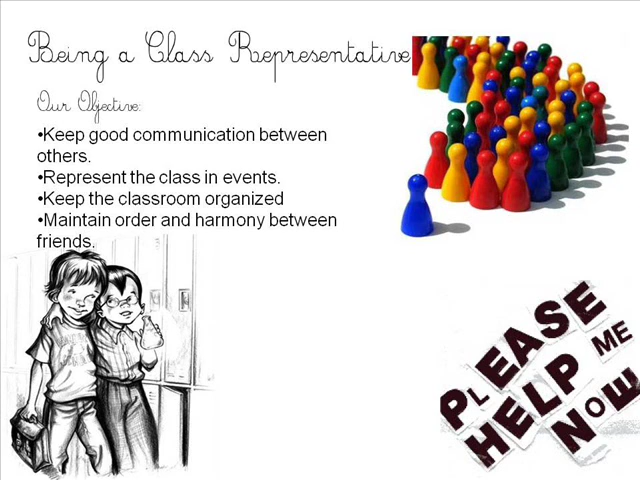 Being a Class Representative
Our Objective:
•Keep good communication between
others.
•Represent the class in events.
•Keep the classroom organized
•Maintain order and harmony between
friends.
PLEASE
HELP ME
NOW